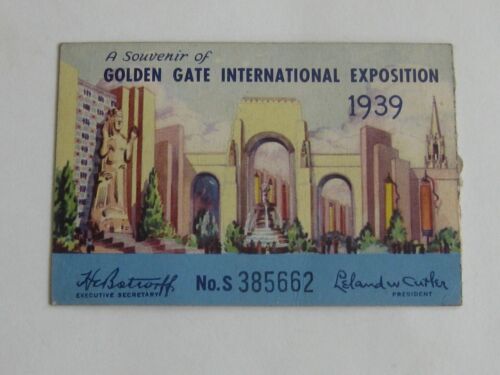 A Souvenir of
GOLDEN GATE INTERNATIONAL EXPOSITION
1939
No. S 385662
Leland W Cutler
EXECUTIVE SECRETARY
PRESIDENT